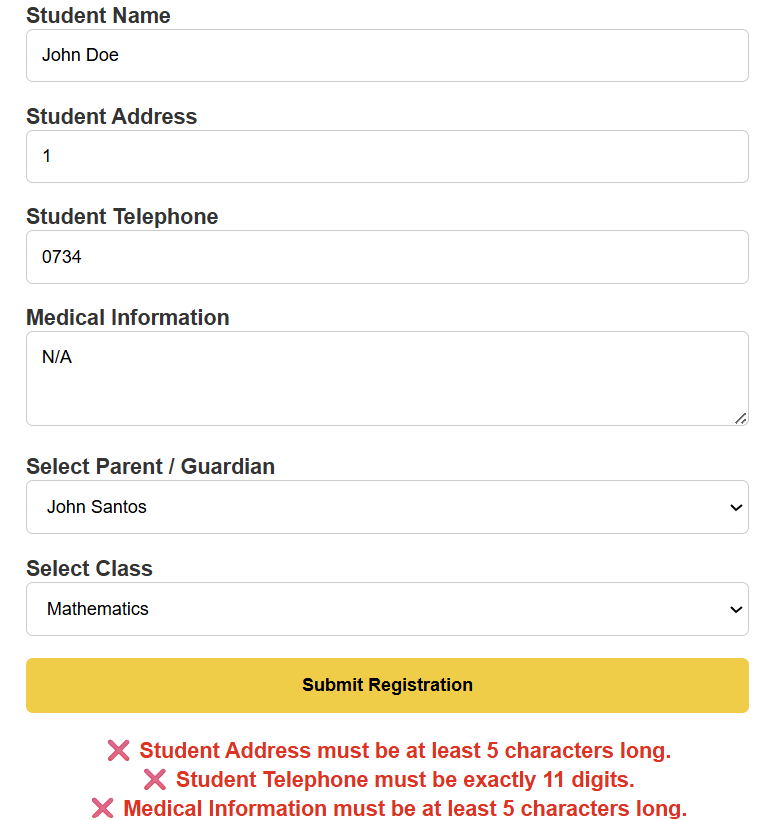 Student Name
John Doe
Student Address
1
Student Telephone
0734
Medical Information
N/A
Select Parent / Guardian
John Santos
Select Class
Mathematics
Submit Registration
❌ Student Address must be at least 5 characters long.
❌ Student Telephone must be exactly 11 digits.
❌ Medical Information must be at least 5 characters long.